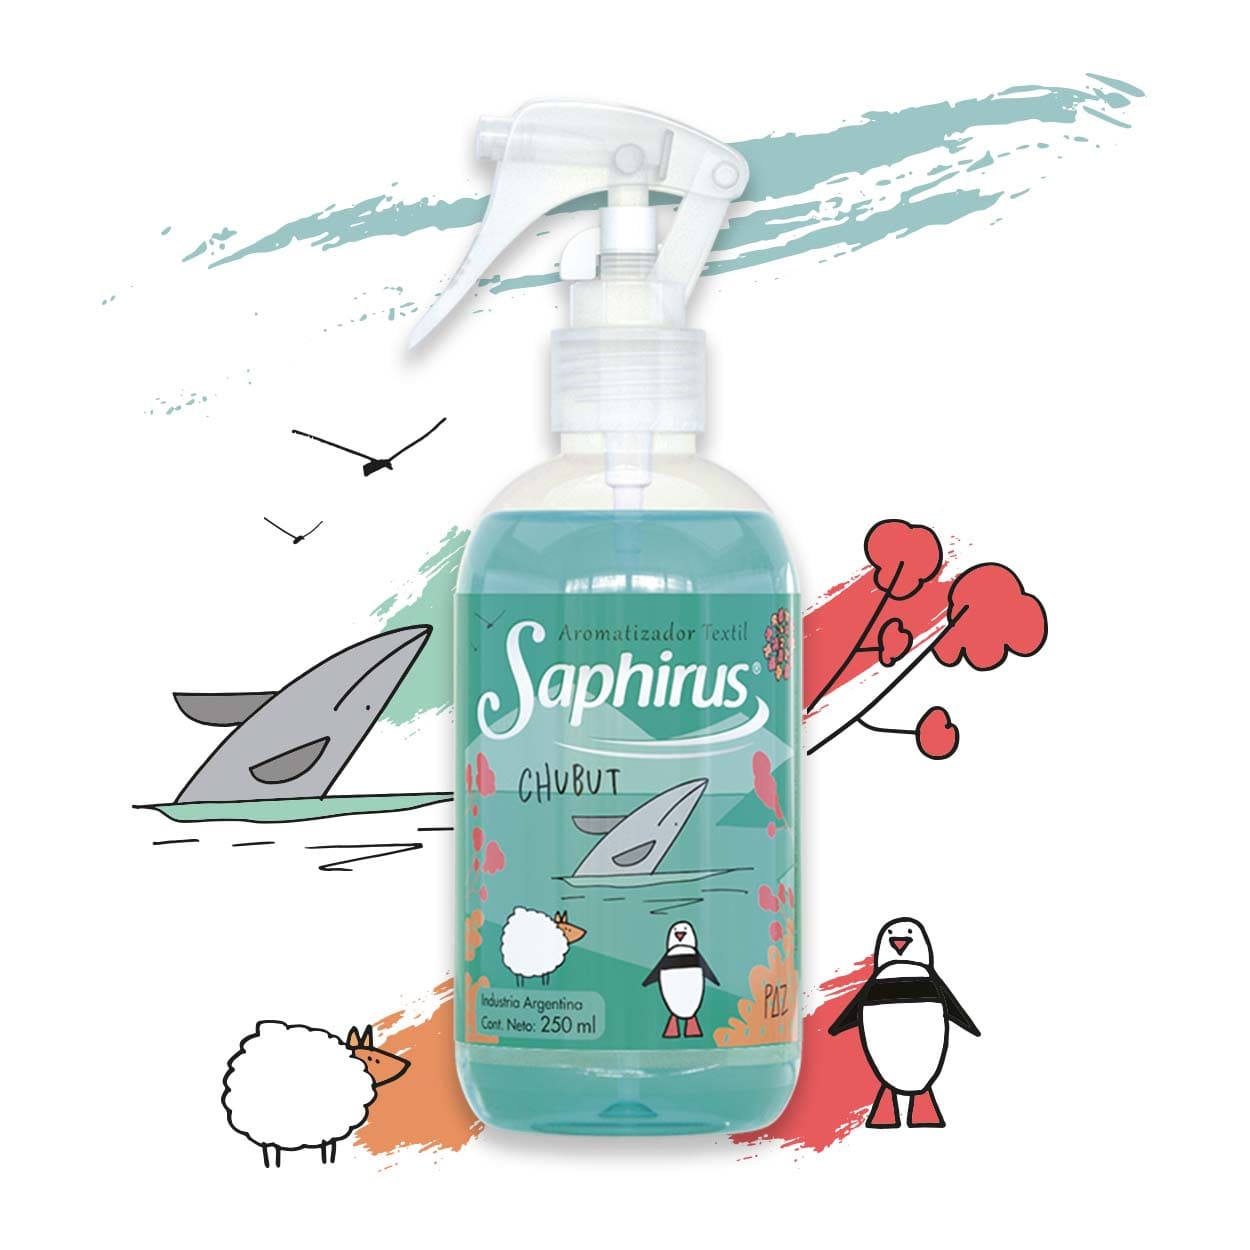 Aromatizador Textil
Saphirus®
CHUBUT
Industria Argentina
Cont. Neto: 250 ml
PAZ